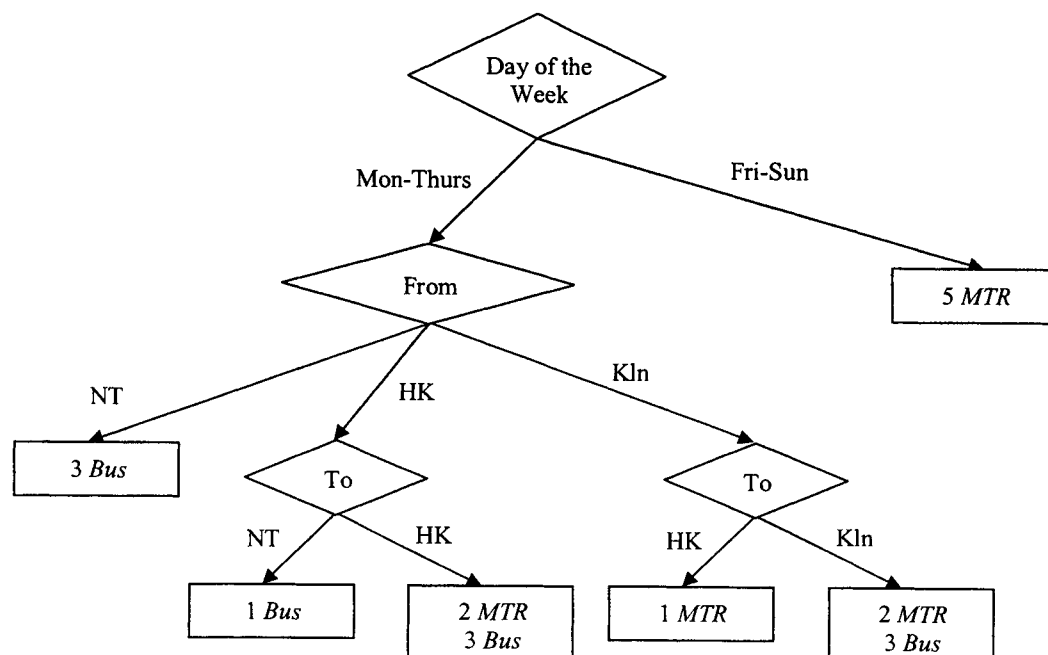 Day of the
Week
Mon-Thurs
Fri-Sun
From
5 MTR
NT
HK
Kln
3 Bus
To
To
NT
HK
HK
Kln
1 Bus
2 MTR
3 Bus
1 MTR
2 MTR
3 Bus